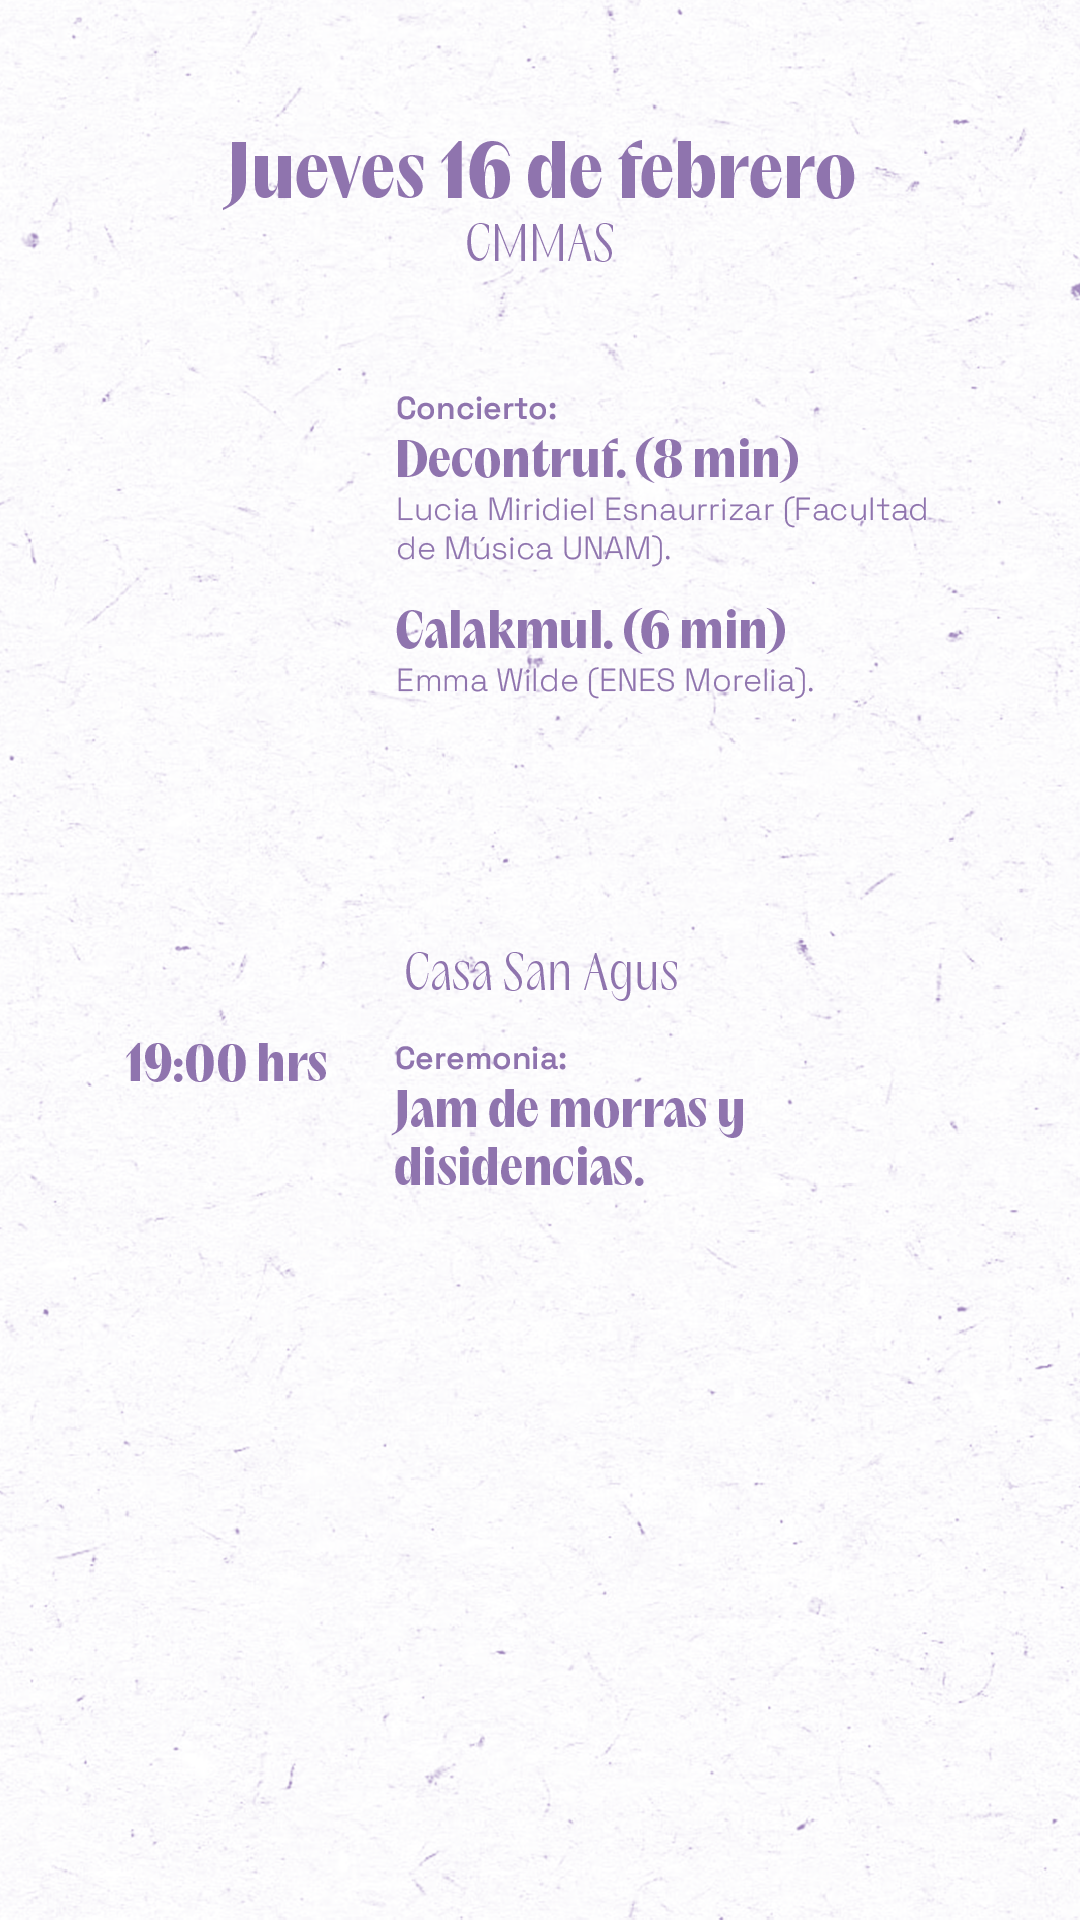 Jueves 16 de febrero
CMMAS
Concierto:
Decontruf. (8 min)
Lucia Miridiel Esnaurrizar (Facultad
de Música UNAM).
Calakmul. (6 min)
Emma Wilde (ENES Morelia).
Casa San Agus
19:00 hrs
Ceremonia:
Jam de morras y
disidencias.